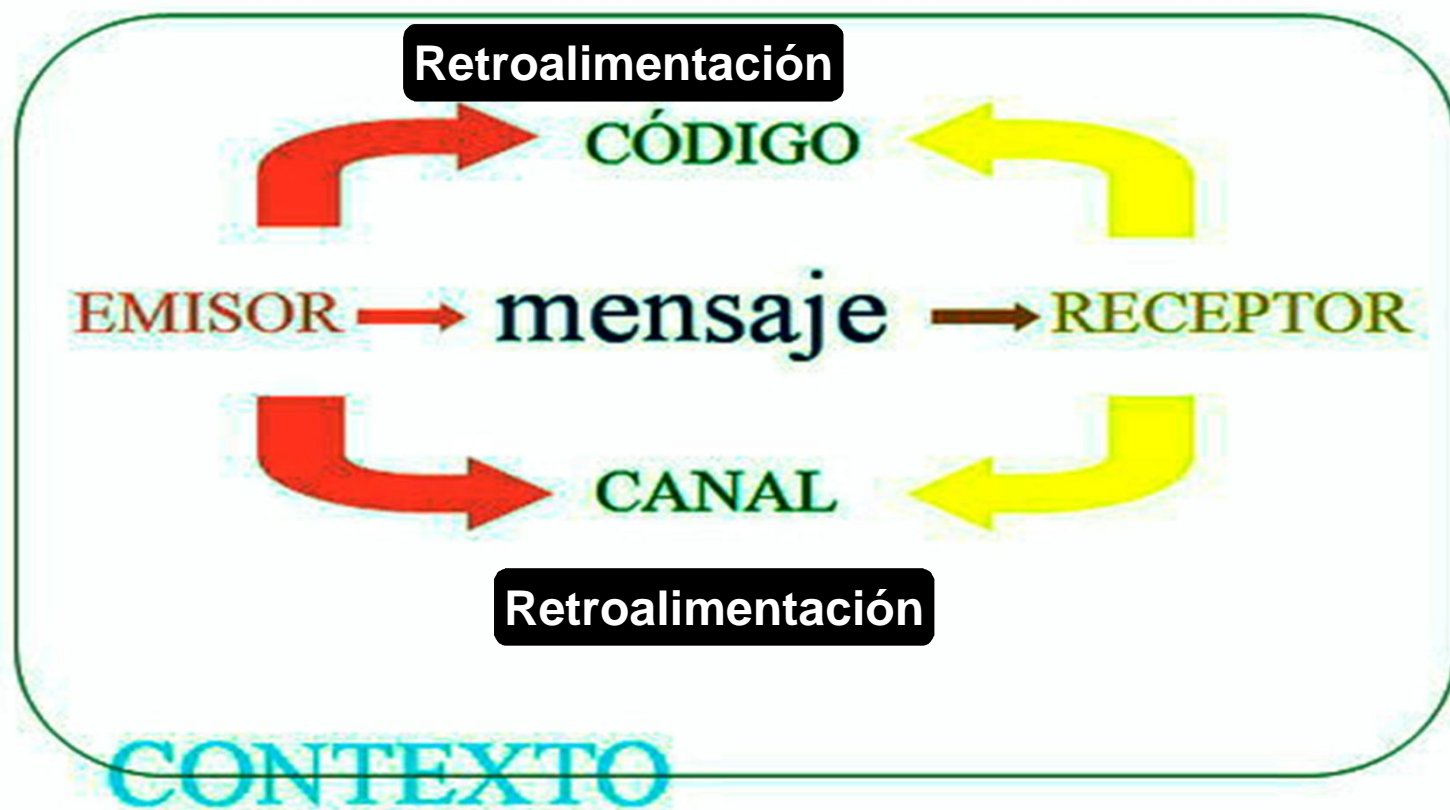 Retroalimentación
CÓDIGO
EMISOR mensaje RECEPTOR
CANAL
Retroalimentación
CONTEXTO